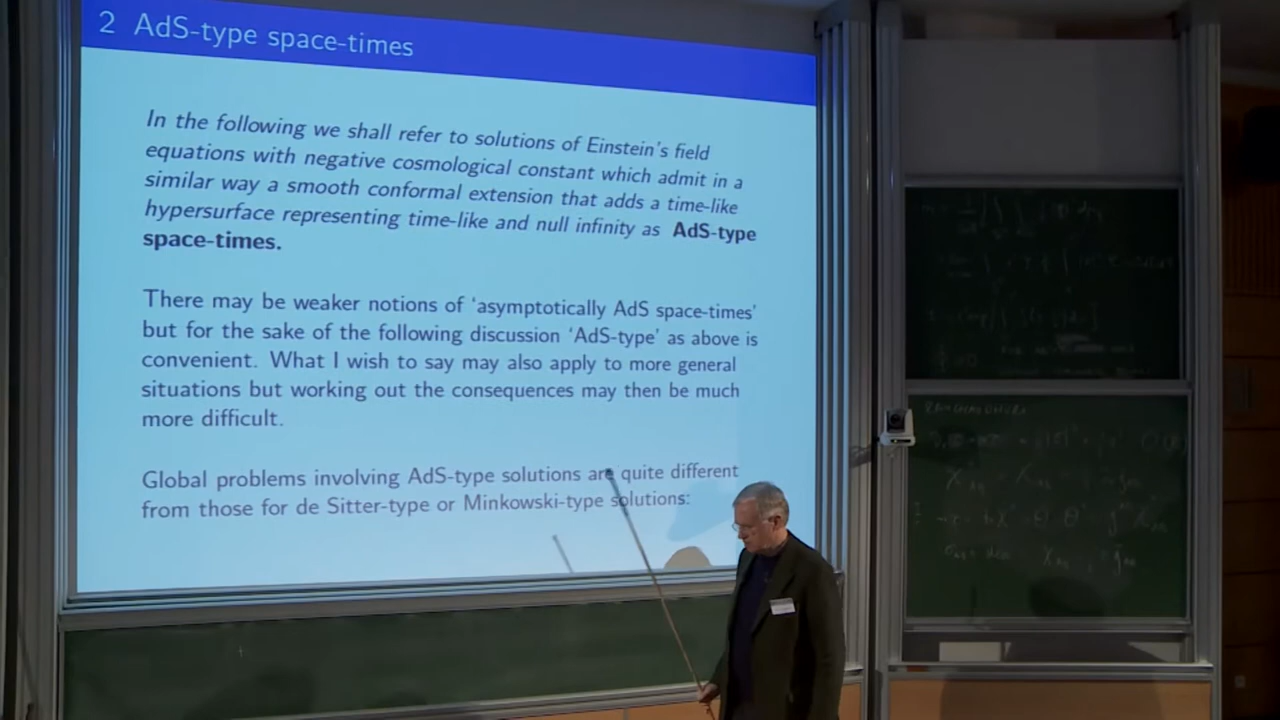 2 AdS-type space-times
In the following we shall refer to solutions of Einstein's field
equations with negative cosmological constant which admit in a
similar way a smooth conformal extension that adds a time-like
hypersurface representing time-like and null infinity as AdS-type
space-times.
There may be weaker notions of 'asymptotically AdS space-times'
but for the sake of the following discussion 'AdS-type' as above is
convenient. What I wish to say may also apply to more general
situations but working out the consequences may then be much
more difficult.
Global problems involving AdS-type solutions are quite different
from those for de Sitter-type or Minkowski-type solutions: